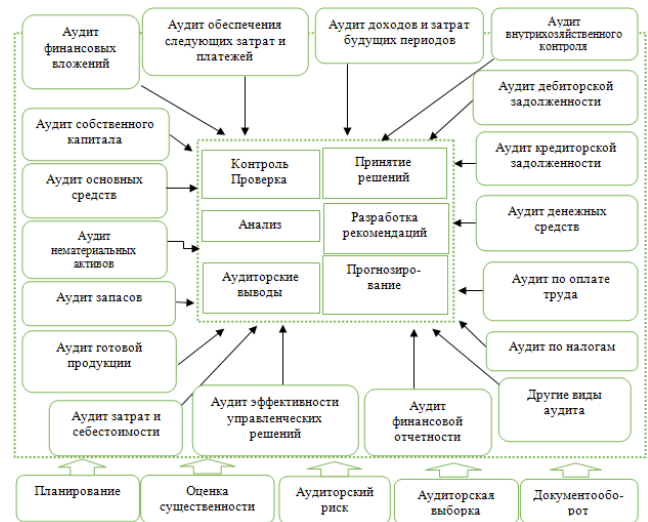 Аудит
финансовых
вложений
Аудит обеспечения
следующих затрат и
платежей
Аудит доходов и затрат
будущих периодов
Аудит
внутрихозяйственного
контроля
Аудит дебиторской
задолженности
Аудит собственного
капитала
Контроль
Проверка
Принятие
решений
Аудит кредиторской
задолженности
Аудит основных
средств
Анализ
Разработка
рекомендаций
Аудит денежных
средств
Аудит
нематериальных
активов
Аудиторские
выводы
Прогнозиро-
вание
Аудит по оплате
труда
Аудит запасов
Аудит готовой
продукции
Аудит по налогам
Аудит затрат и
себестоимости
Аудит эффективности
управленческих
решений
Аудит
финансовой
отчетности
Другие виды
аудита
Планирование
Оценка
существенности
Аудиторский
риск
Аудиторская
выборка
Документообо-
рот